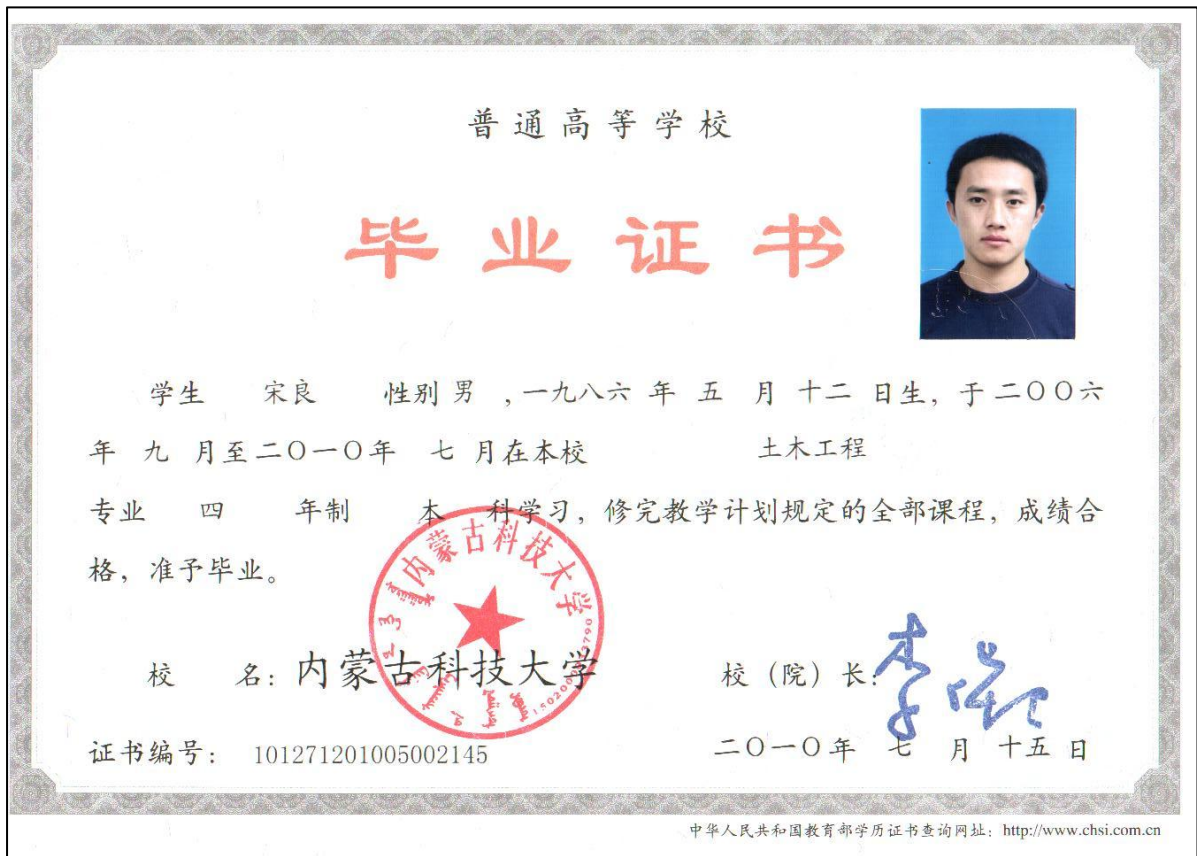 普通高等学校
毕业证书
学生 宋良 性别 男 ,一九八六 年 五 月 十二 日生, 于 二〇〇六
年 九 月至 二〇一〇 年 七 月在本校 土木工程
专业 四 年制 本 科学习, 修完教学计划规定的全部课程, 成绩合
格, 准予毕业。
内蒙古科技大学
校 名: 内蒙古科技大学 校 (院) 长:
证书编号: 101271201005002145 二〇一〇 年 七 月 十五 日
中华人民共和国教育部学历证书查询网址: http://www.chsi.com.cn